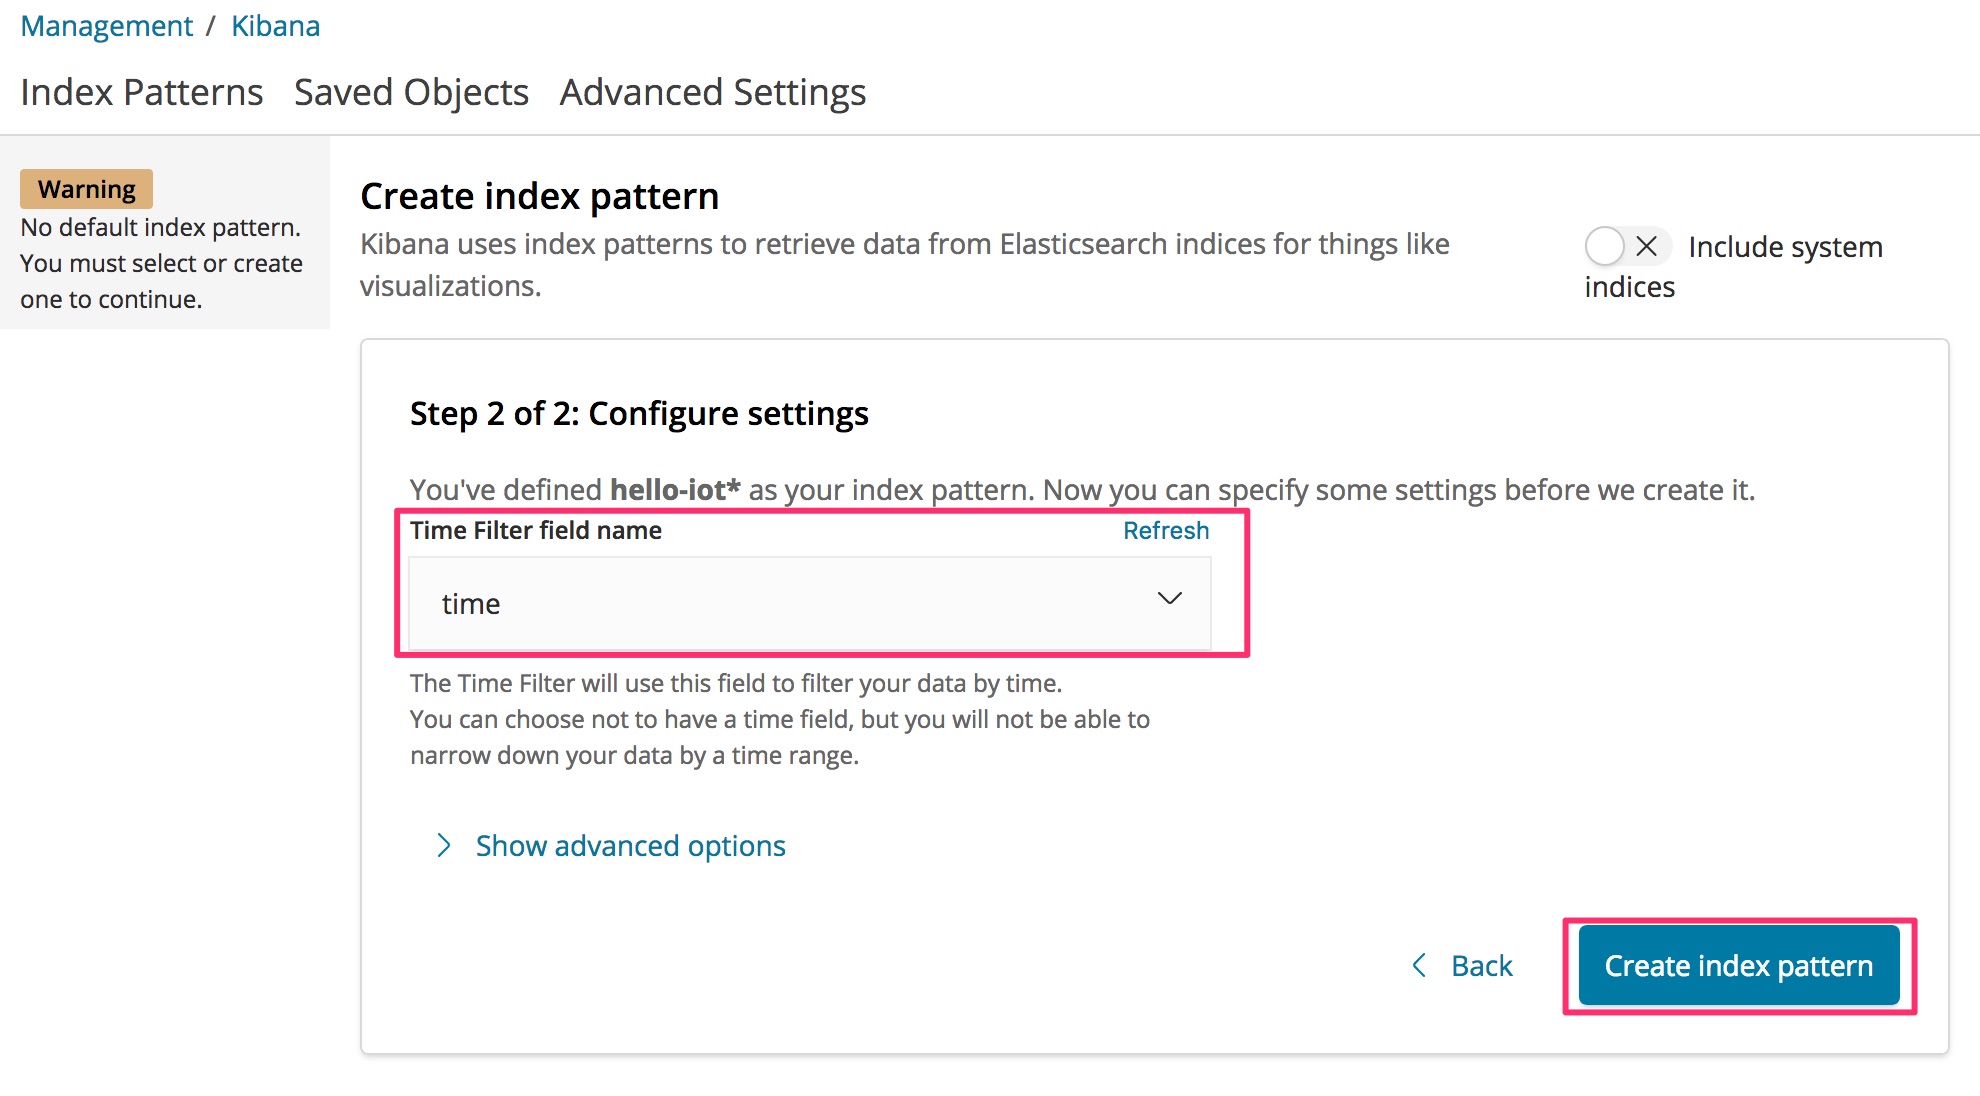 Management / Kibana
Index Patterns Saved Objects Advanced Settings
Warning
No default index pattern.
You must select or create
one to continue.
Create index pattern
Kibana uses index patterns to retrieve data from Elasticsearch indices for things like
visualizations.
Include system
indices
Step 2 of 2: Configure settings
You've defined hello-iot* as your index pattern. Now you can specify some settings before we create it.
Time Filter field name Refresh
time
The Time Filter will use this field to filter your data by time.
You can choose not to have a time field, but you will not be able to
narrow down your data by a time range.
Show advanced options
Back Create index pattern